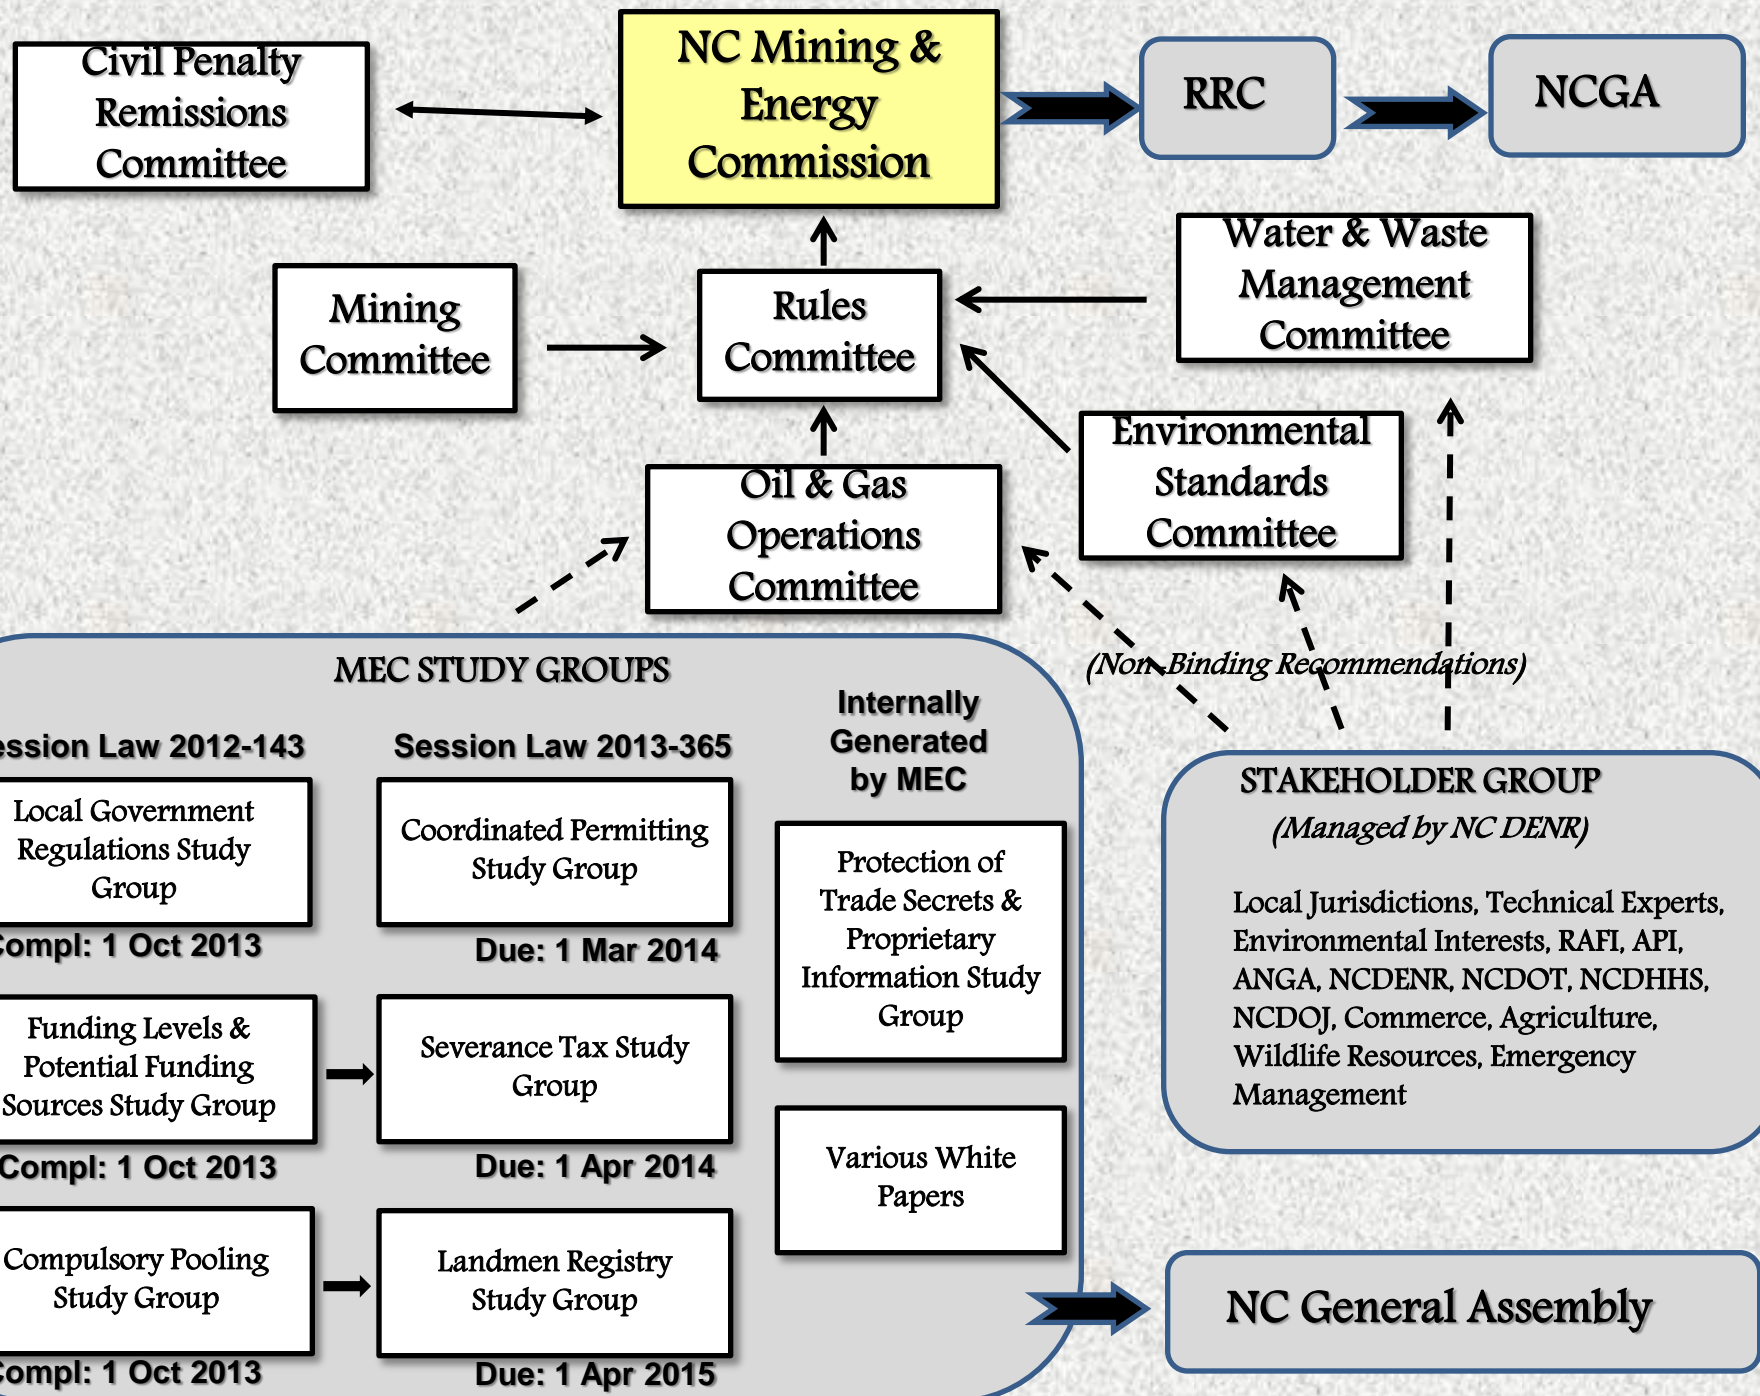 Civil Penalty
Remissions
Committee
NC Mining &
Energy
Commission
RRC
NCGA
Mining
Committee
Rules
Committee
Water & Waste
Management
Committee
Oil & Gas
Operations
Committee
Environmental
Standards
Committee
(Non-Binding Recommendations)
MEC STUDY GROUPS
ession Law 2012-143
Local Government
Regulations Study
Group
Compl: 1 Oct 2013
Funding Levels &
Potential Funding
Sources Study Group
Compl: 1 Oct 2013
Compulsory Pooling
Study Group
Compl: 1 Oct 2013
Session Law 2013-365
Coordinated Permitting
Study Group
Due: 1 Mar 2014
Severance Tax Study
Group
Due: 1 Apr 2014
Landmen Registry
Study Group
Due: 1 Apr 2015
Internally
Generated
by MEC
Protection of
Trade Secrets &
Proprietary
Information Study
Group
Various White
Papers
STAKEHOLDER GROUP
(Managed by NC DENR)
Local Jurisdictions, Technical Experts,
Environmental Interests, RAFI, API,
ANGA, NCDENR, NCDOT, NCDHHS,
NCDOJ, Commerce, Agriculture,
Wildlife Resources, Emergency
Management
NC General Assembly